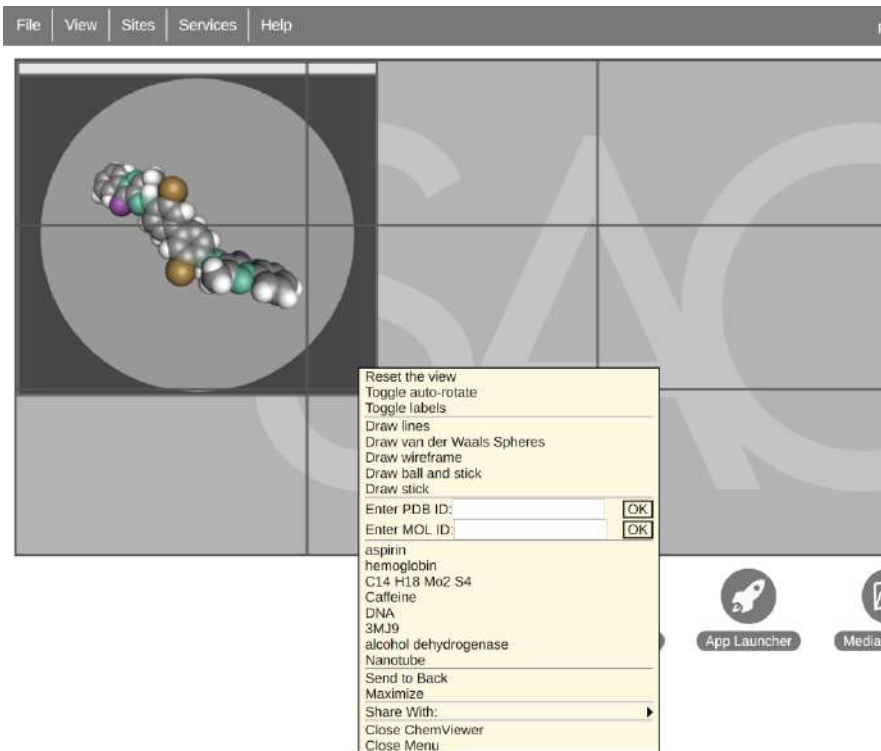 File View Sites Services Help
SAG
Reset the view
Toggle auto-rotate
Toggle labels
Draw lines
Draw van der Waals Spheres
Draw wireframe
Draw ball and stick
Draw stick
Enter PDB ID: OK
Enter MOL ID: OK
aspirin
hemoglobin
C14 H18 Mo2 S4
Caffeine
DNA
3MJ9
alcohol dehydrogenase
Nanotube
Send to Back
Maximize
Share With:
Close ChemViewer
Close Menu
App Launcher
Media